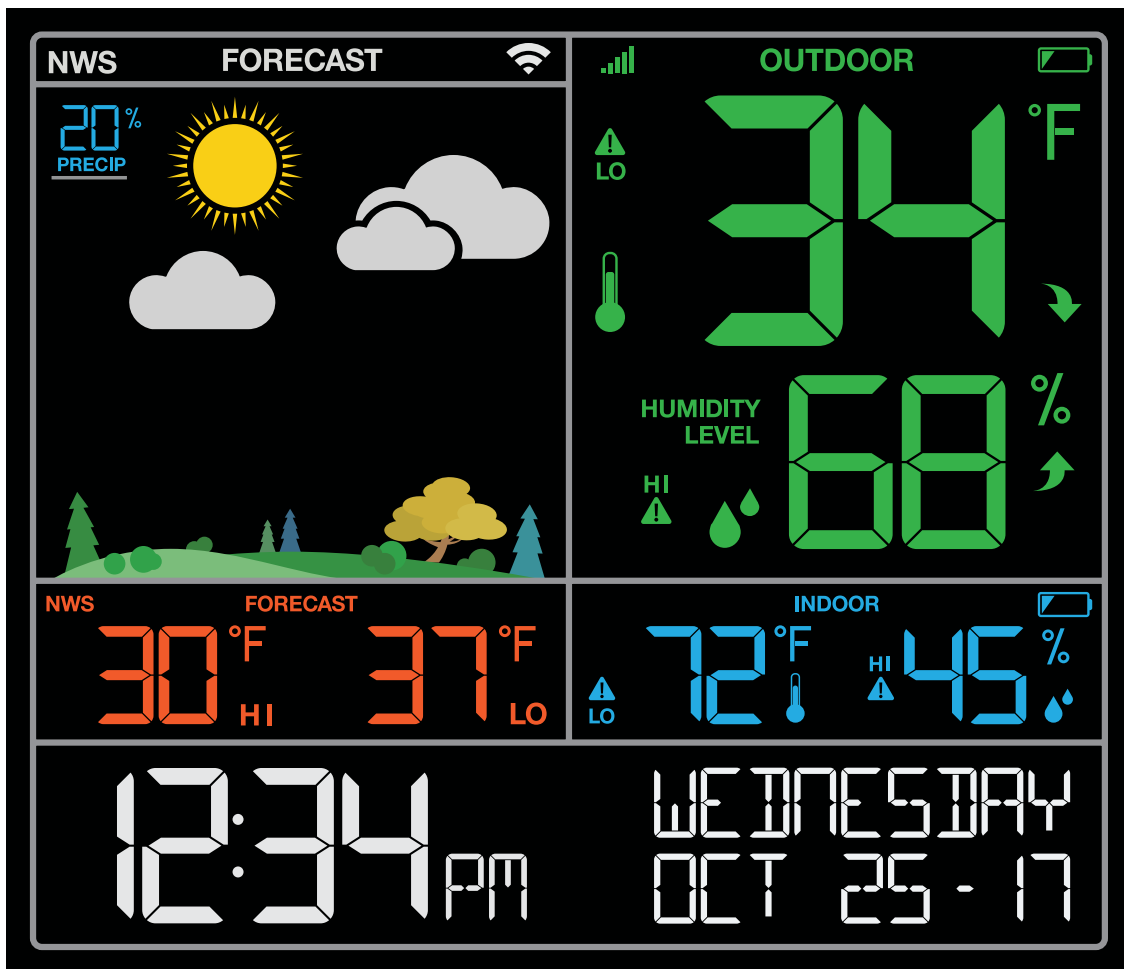 NWS FORECAST
20%
PRECIP
OUTDOOR
LO
34°F
HUMIDITY
LEVEL
HI
68%
NWS FORECAST
30°F HI
37°F LO
INDOOR
LO
72°F
HI
45%
12:34 PM
WEDNESDAY
OCT 25-17